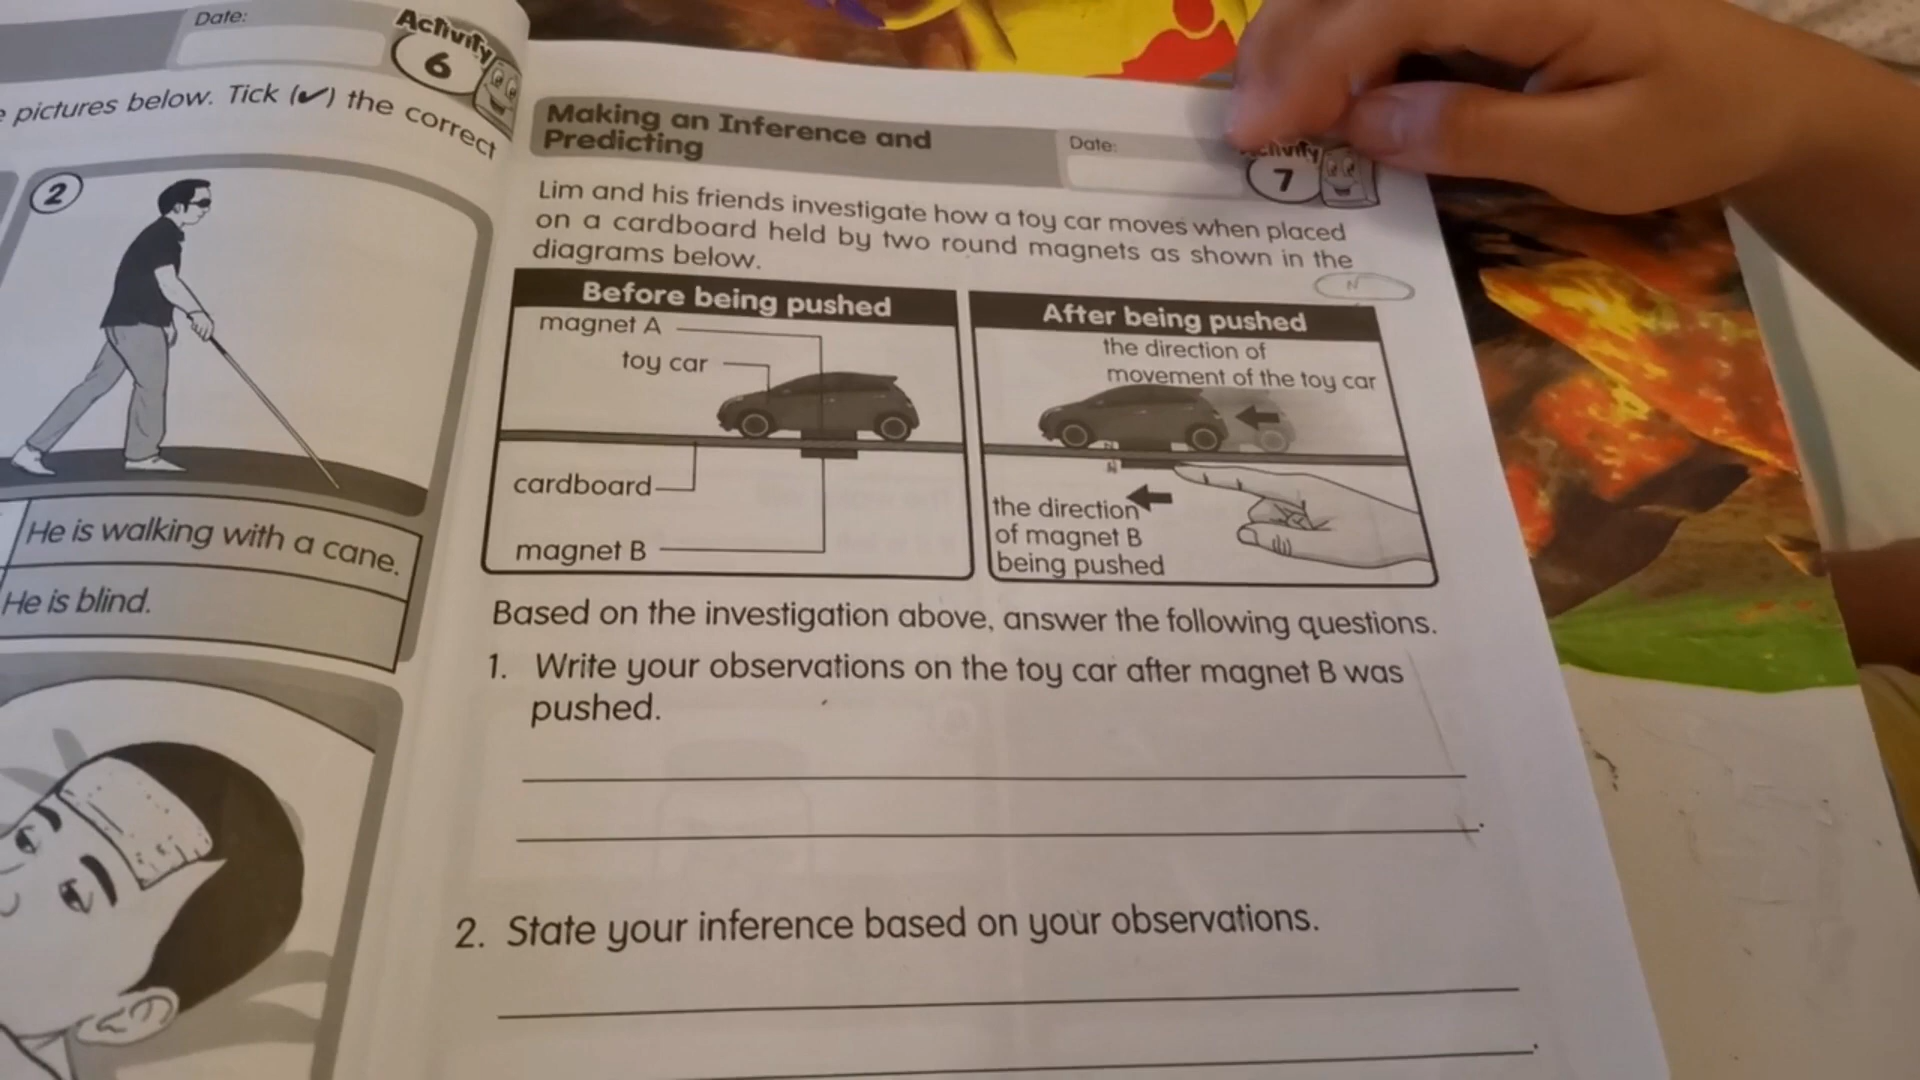 Date:
Activity
6
pictures below. Tick (✓) the correct
2
He is walking with a cane.
He is blind.
Making an Inference and
Predicting
Date:
Activity
7
Lim and his friends investigate how a toy car moves when placed
on a cardboard held by two round magnets as shown in the
diagrams below.
N
Before being pushed
magnet A
toy car
cardboard
magnet B
After being pushed
the direction of
movement of the toy car
the direction
of magnet B
being pushed
Based on the investigation above, answer the following questions.
1. Write your observations on the toy car after magnet B was
pushed.
2. State your inference based on your observations.